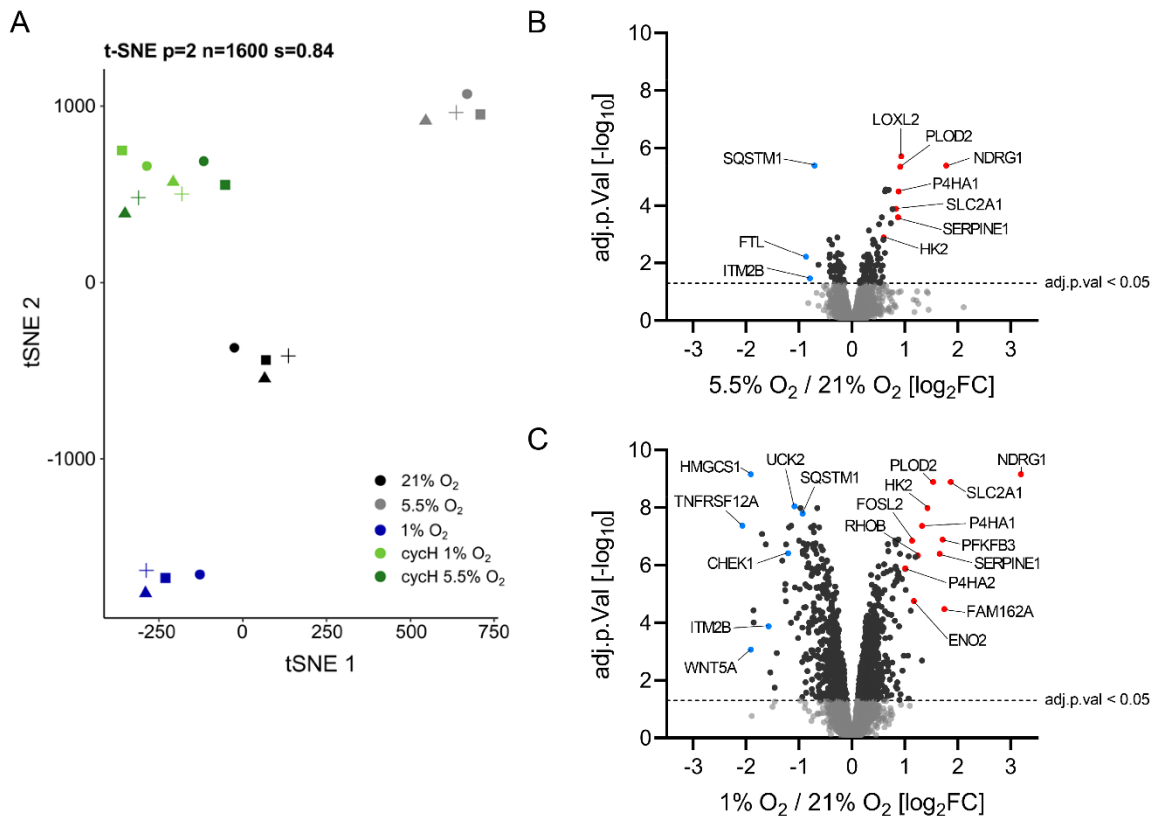 A
t-SNE p=2 n=1600 s=0.84
1000
0
-1000
tSNE 2
-250
0
250
500
750
tSNE 1
21% O₂
5.5% O₂
1% O₂
cycH 1% O₂
cycH 5.5% O₂
B
10
8
6
4
2
0
adj.p.Val [-log₁₀]
LOXL2
PLOD2
SQSTM1
NDRG1
P4HA1
SLC2A1
SERPINE1
FTL
HK2
ITM2B
adj.p.val < 0.05
-3 -2 -1 0 1 2 3
5.5% O₂ / 21% O₂ [log₂FC]
C
10
8
6
4
2
0
adj.p.Val [-log₁₀]
HMGCS1
UCK2
SQSTM1
PLOD2
NDRG1
HK2
SLC2A1
TNFRSF12A
FOSL2
P4HA1
RHOB
PFKFB3
CHEK1
SERPINE1
P4HA2
ITM2B
FAM162A
WNT5A
ENO2
adj.p.val < 0.05
-3 -2 -1 0 1 2 3
1% O₂ / 21% O₂ [log₂FC]